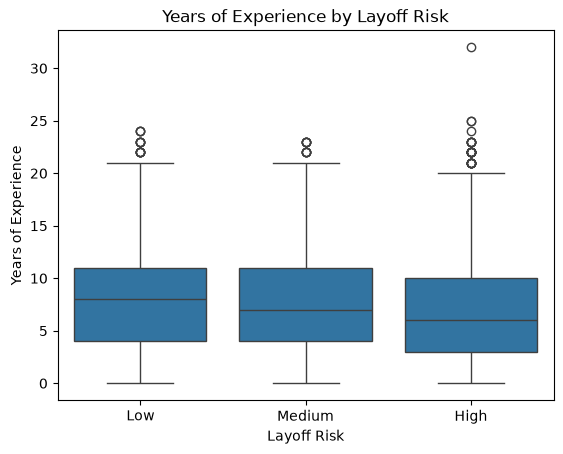 Years of Experience by Layoff Risk
30
25
20
15
10
5
0
Years of Experience
Low Medium High
Layoff Risk